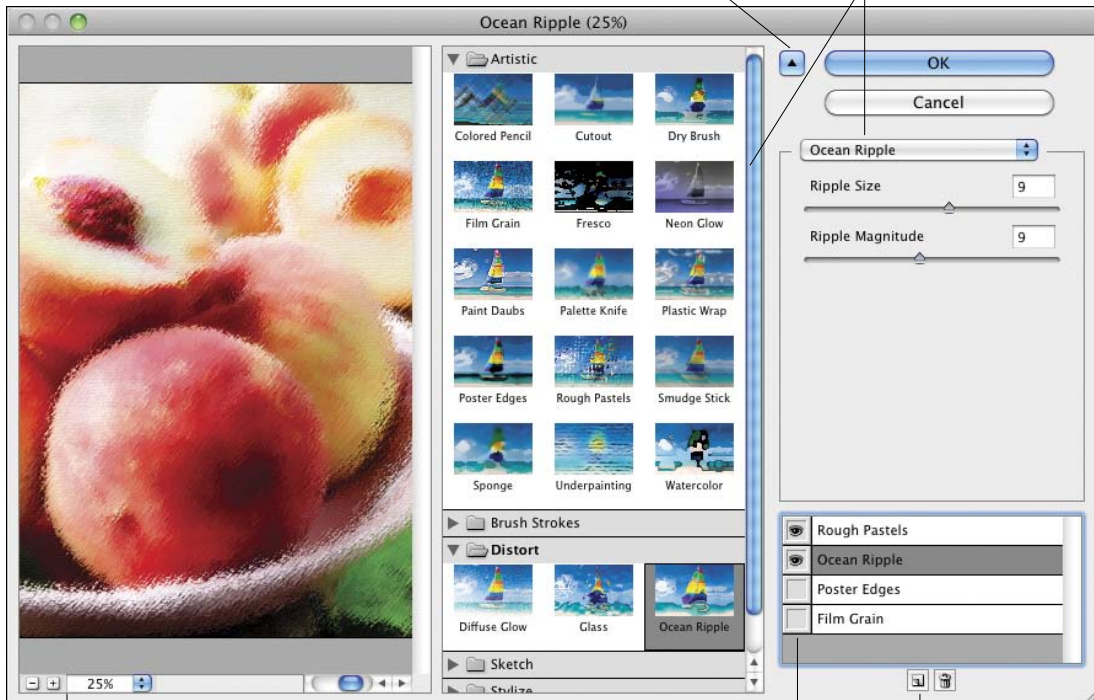 Ocean Ripple (25%)
Artistic
Colored Pencil
Cutout
Dry Brush
Film Grain
Fresco
Neon Glow
Paint Daubs
Palette Knife
Plastic Wrap
Poster Edges
Rough Pastels
Smudge Stick
Sponge
Underpainting
Watercolor
Brush Strokes
Distort
Diffuse Glow
Glass
Ocean Ripple
Sketch
Stylize
25%
OK
Cancel
Ocean Ripple
Ripple Size
9
Ripple Magnitude
9
Rough Pastels
Ocean Ripple
Poster Edges
Film Grain